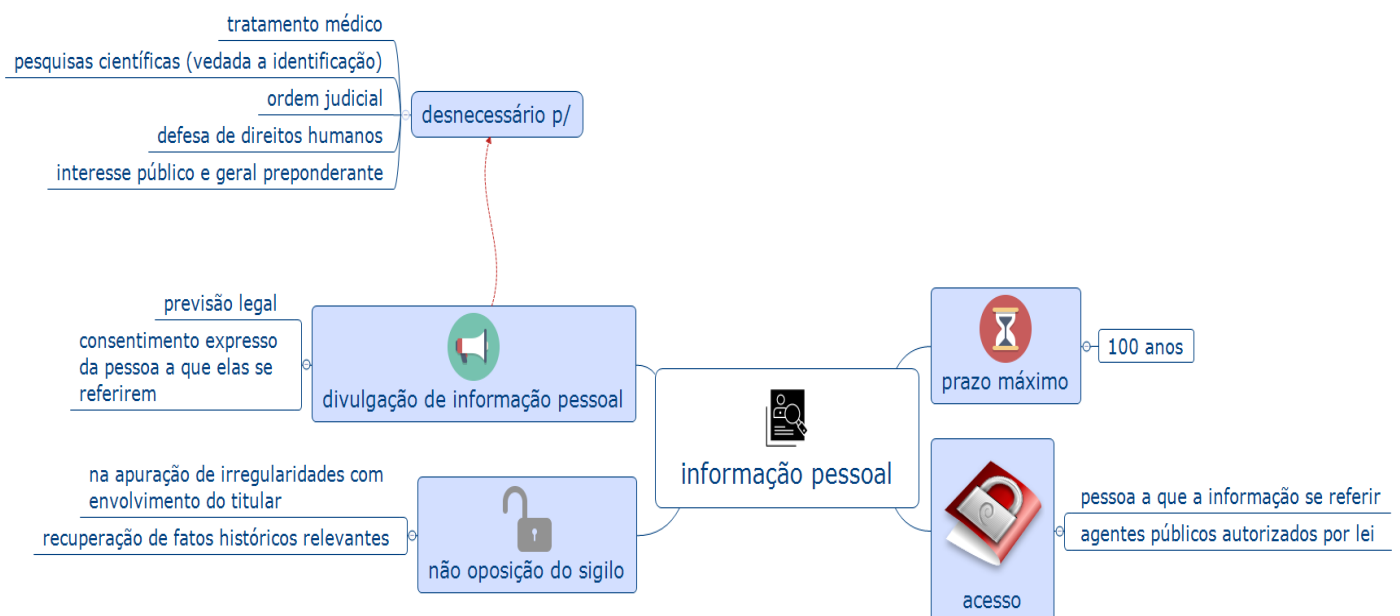 tratamento médico
pesquisas científicas (vedada a identificação)
ordem judicial
defesa de direitos humanos
interesse público e geral preponderante
desnecessário p/
previsão legal
consentimento expresso
da pessoa a que elas se
referirem
divulgação de informação pessoal
na apuração de irregularidades com
envolvimento do titular
recuperação de fatos históricos relevantes
não oposição do sigilo
informação pessoal
prazo máximo
100 anos
acesso
pessoa a que a informação se referir
agentes públicos autorizados por lei